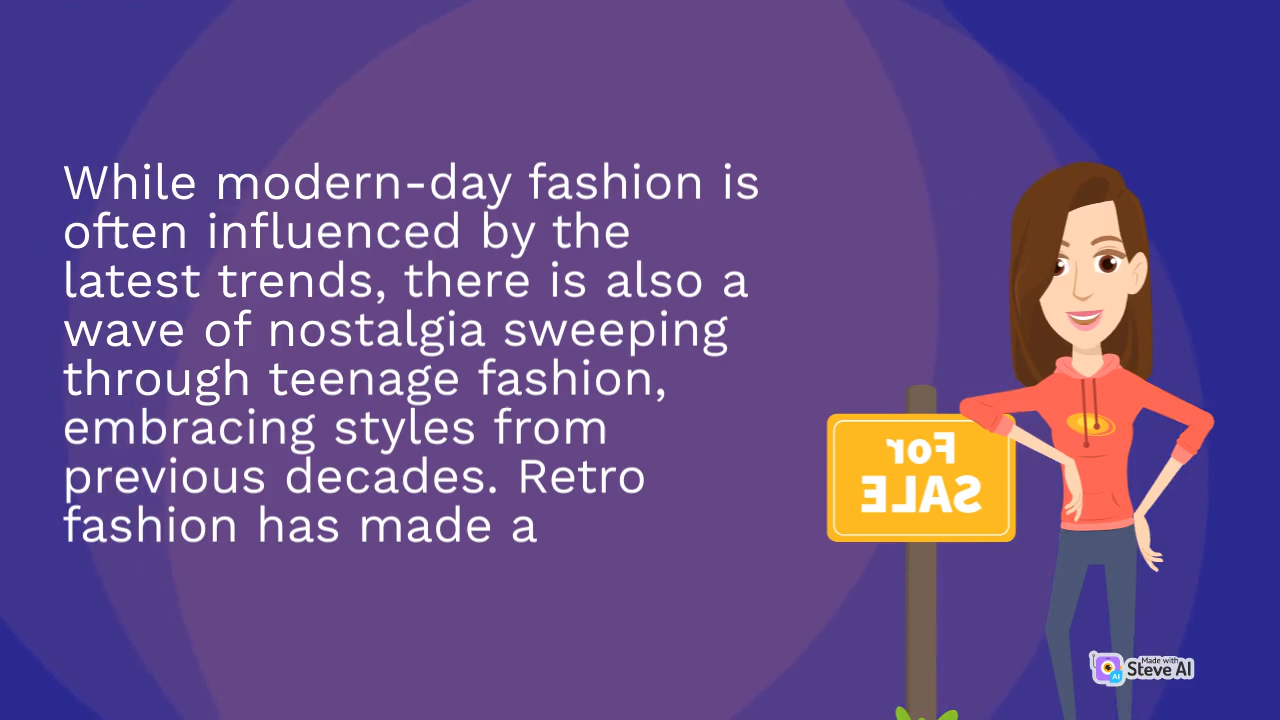 While modern-day fashion is
often influenced by the
latest trends, there is also a
wave of nostalgia sweeping
through teenage fashion,
embracing styles from
previous decades. Retro
fashion has made a
For
SALE
Made with
Steve AI
AI